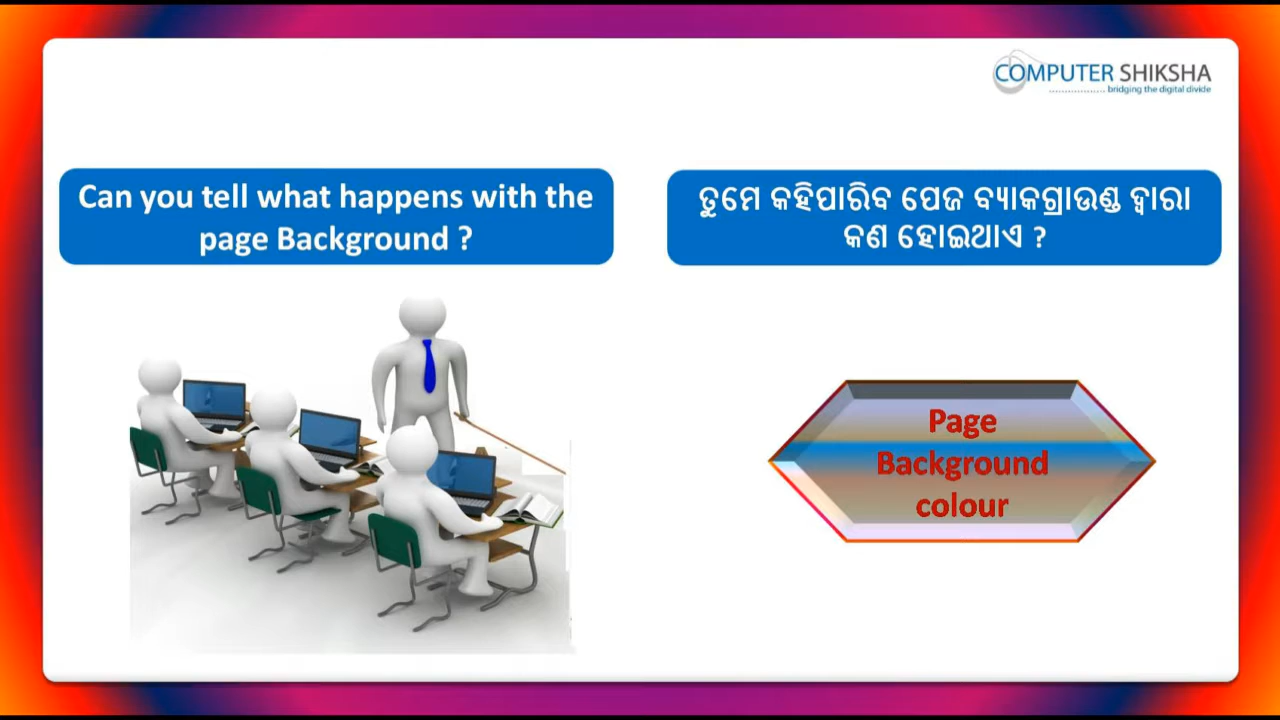 COMPUTER SHIKSHA
bridging the digital divide
Can you tell what happens with the
page Background ?
ତୁମେ କହିପାରିବ ପେଜ ବ୍ୟାକଗ୍ରାଉଣ୍ଡ ଦ୍ୱାରା
କଣ ହୋଇଥାଏ ?
Page
Background
colour